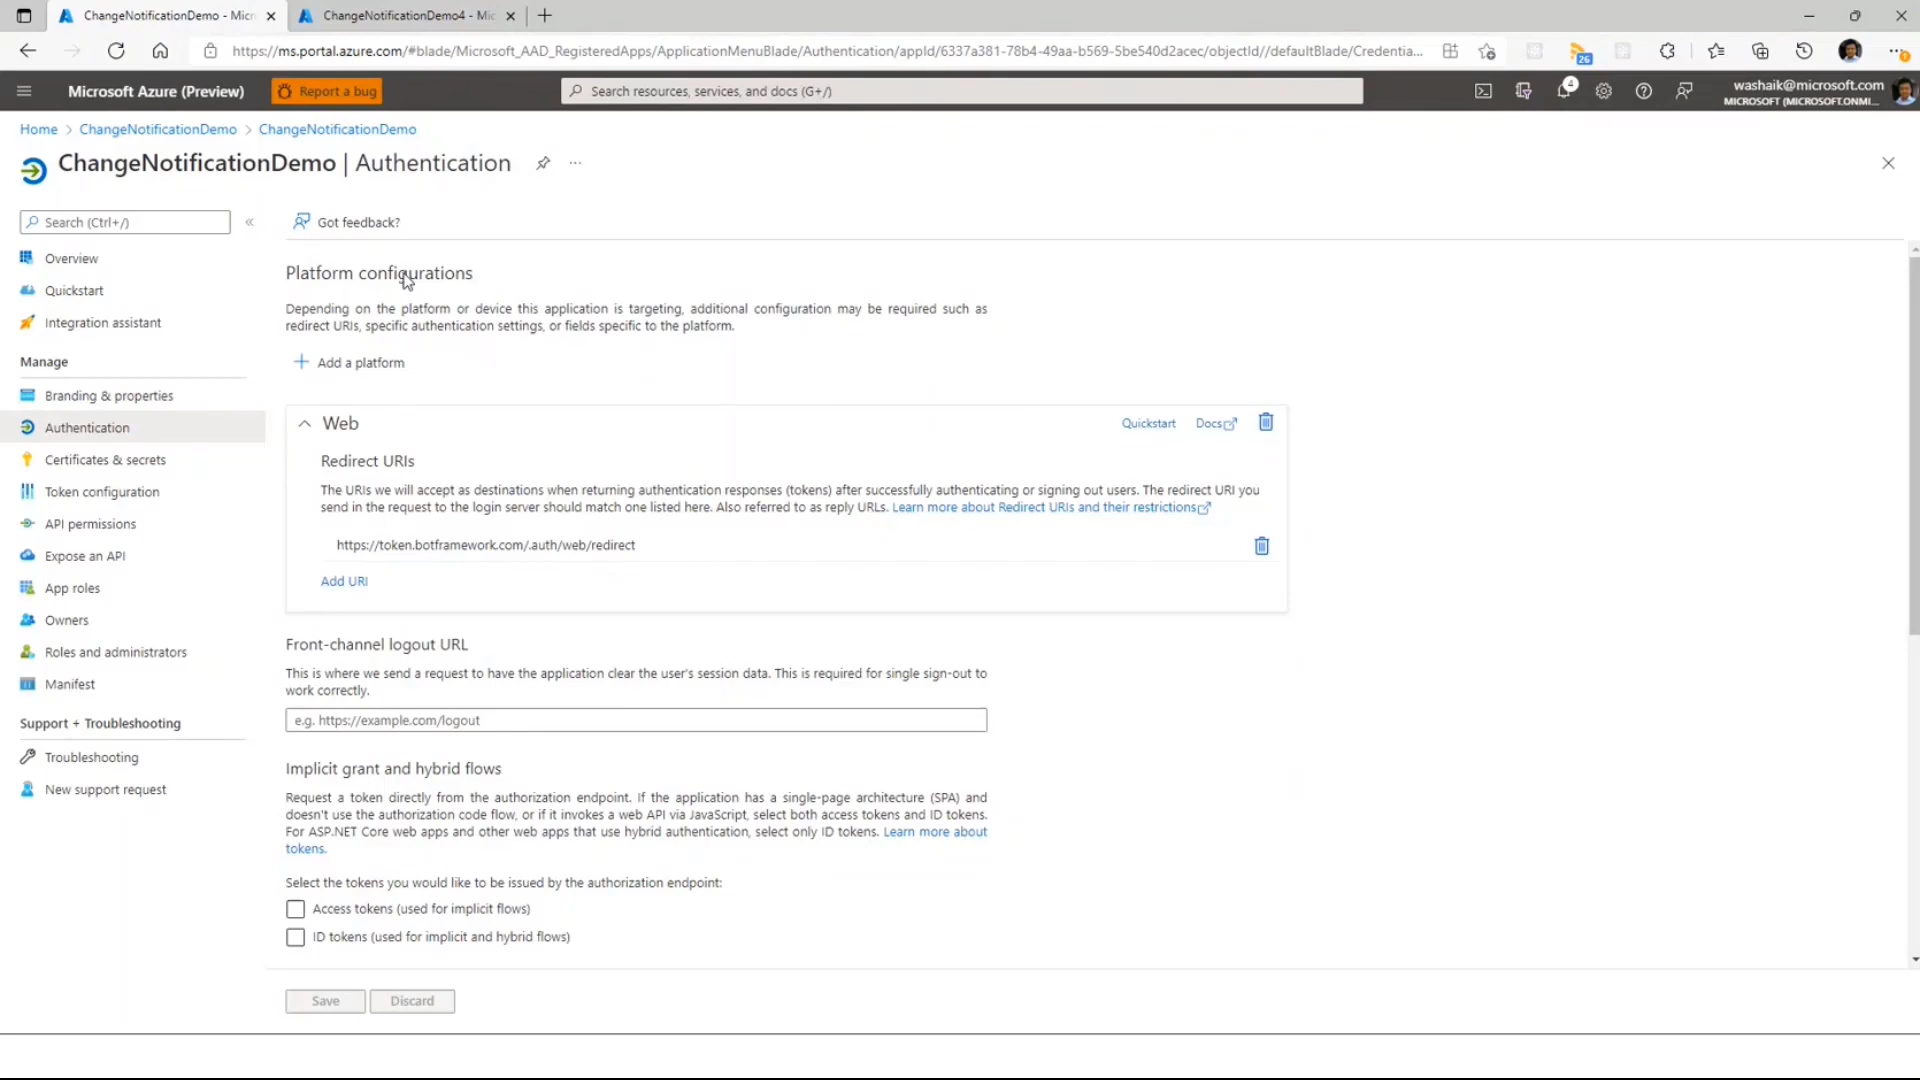 ChangeNotificationDemo - Micr
ChangeNotificationDemo4 - Mic
https://ms.portal.azure.com/#blade/Microsoft_AAD_RegisteredApps/ApplicationMenuBlade/Authentication/appId/6337a381-78b4-49aa-b569-5be540d2acec/objectId//defaultBlade/Credentia...
26
Microsoft Azure (Preview)
Report a bug
Search resources, services, and docs (G+/)
4
washaik@microsoft.com
MICROSOFT (MICROSOFT.ONMI...
Home > ChangeNotificationDemo > ChangeNotificationDemo
ChangeNotificationDemo | Authentication
Search (Ctrl+/)
Overview
Quickstart
Integration assistant
Manage
Branding & properties
Authentication
Certificates & secrets
Token configuration
API permissions
Expose an API
App roles
Owners
Roles and administrators
Manifest
Support + Troubleshooting
Troubleshooting
New support request
Got feedback?
Platform configurations
Depending on the platform or device this application is targeting, additional configuration may be required such as
redirect URIs, specific authentication settings, or fields specific to the platform.
Add a platform
Web
Quickstart
Docs
Redirect URIs
The URIs we will accept as destinations when returning authentication responses (tokens) after successfully authenticating or signing out users. The redirect URI you
send in the request to the login server should match one listed here. Also referred to as reply URLs. Learn more about Redirect URIs and their restrictions
https://token.botframework.com/.auth/web/redirect
Add URI
Front-channel logout URL
This is where we send a request to have the application clear the user's session data. This is required for single sign-out to
work correctly.
e.g. https://example.com/logout
Implicit grant and hybrid flows
Request a token directly from the authorization endpoint. If the application has a single-page architecture (SPA) and
doesn't use the authorization code flow, or if it invokes a web API via JavaScript, select both access tokens and ID tokens.
For ASP.NET Core web apps and other web apps that use hybrid authentication, select only ID tokens. Learn more about
tokens.
Select the tokens you would like to be issued by the authorization endpoint:
Access tokens (used for implicit flows)
ID tokens (used for implicit and hybrid flows)
Save
Discard